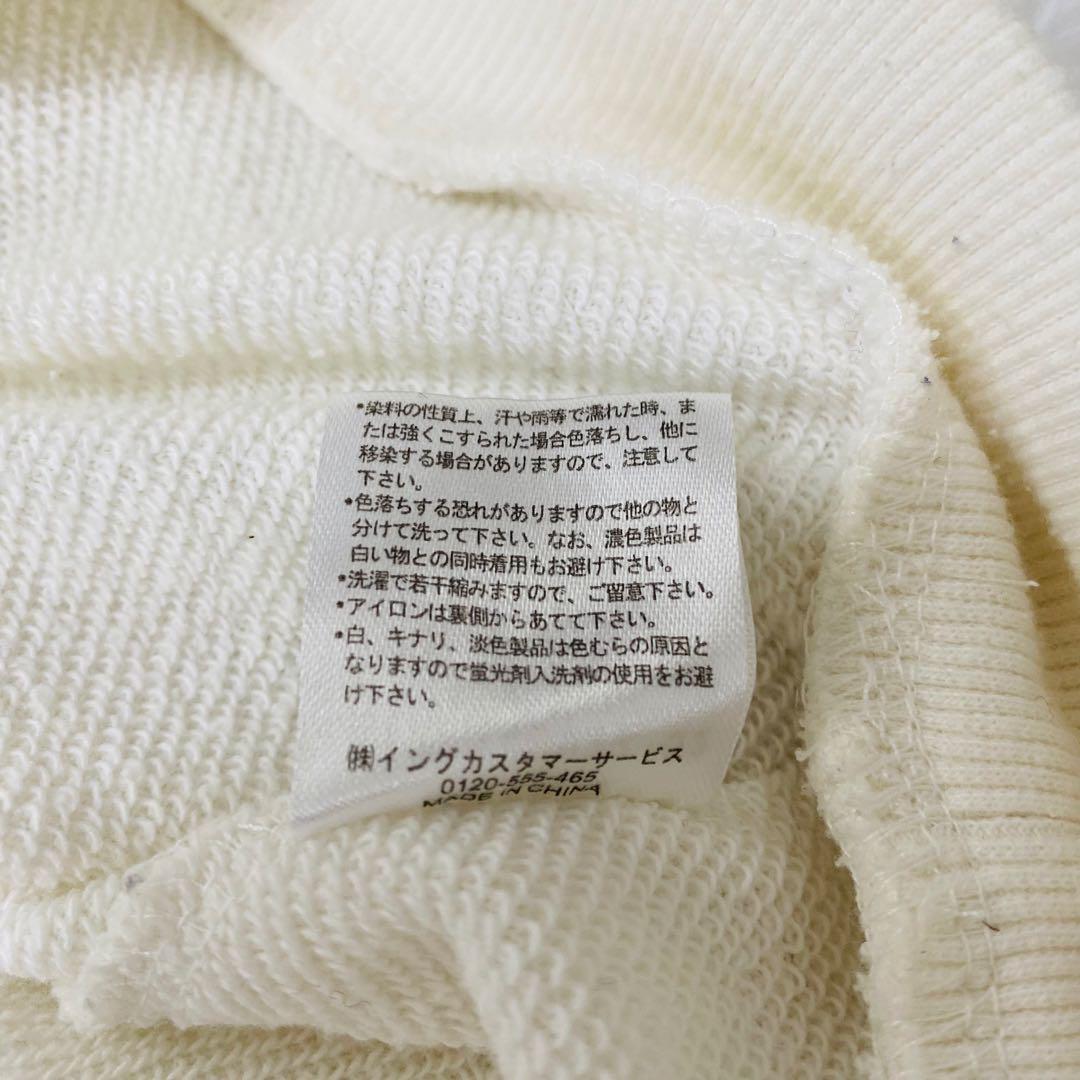 •染料の性質上、汗や雨等で濡れた時、ま
たは強くこすられた場合色落ちし、他に
移染する場合がありますので、注意して
下さい。
•色落ちする恐れがありますので他の物と
分けて洗って下さい。なお、濃色製品は
白い物との同時着用もお避け下さい。
•洗濯で若干縮みますので、ご留意下さい。
•アイロンは裏側からあてて下さい。
•白、キナリ、淡色製品は色むらの原因と
なりますので蛍光剤入洗剤の使用をお避
け下さい。
㈱イングカスタマーサービス
0120-555-465
MADE IN CHINA